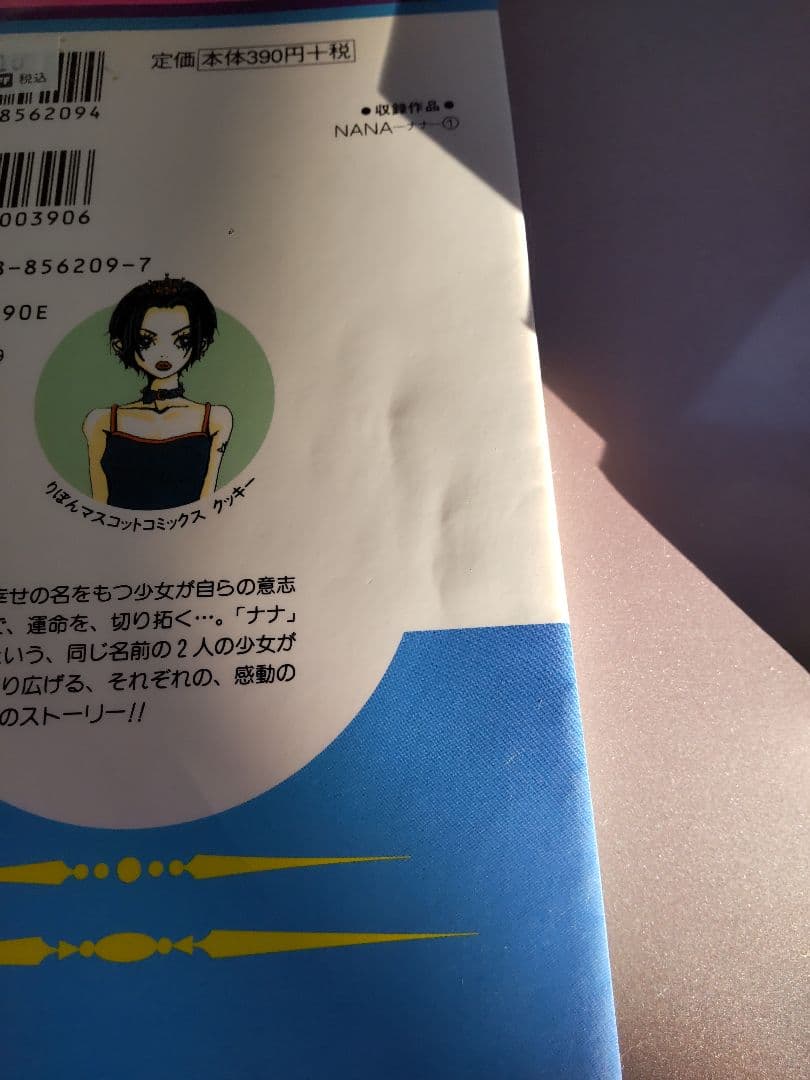 定価 本体390円+税
税込
8562094
●収録作品●
NANA―ナナ―①
003906
8-856209-7
90E
9
りぼんマスコットコミックス クッキー
幸せの名をもつ少女が自らの意志
で、運命を、切り拓く…。「ナナ」
という、同じ名前の2人の少女が
り広げる、それぞれの、感動の
のストーリー!!